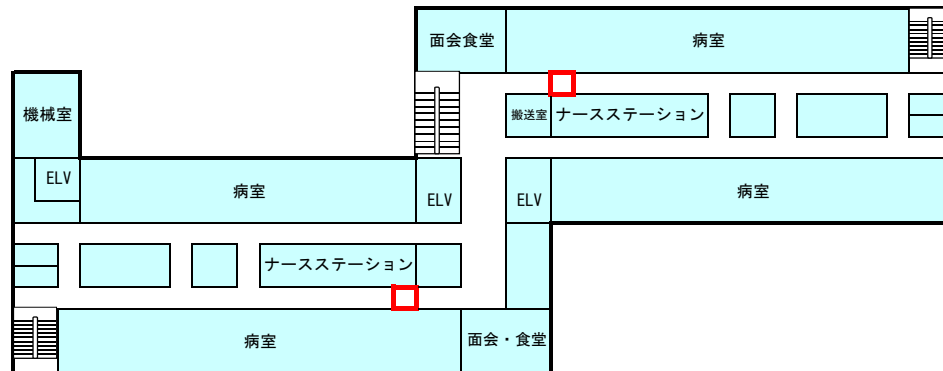 面会食堂
病室
機械室
搬送室
ナースステーション
ELV
病室
ELV
ELV
病室
ナースステーション
病室
面会・食堂